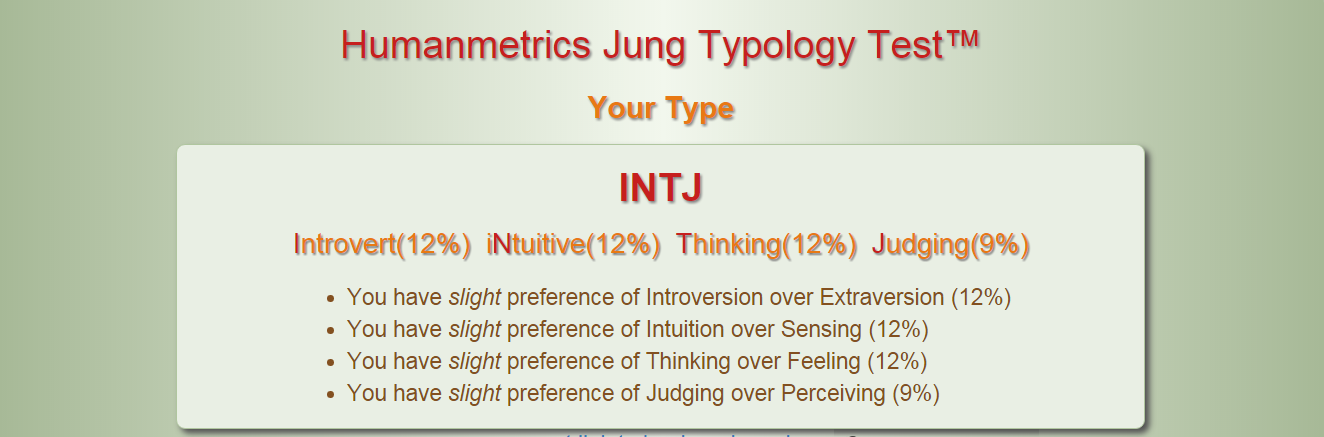 Humanmetrics Jung Typology Test™
Your Type
INTJ
Introvert(12%) iNtuitive(12%) Thinking(12%) Judging(9%)
• You have slight preference of Introversion over Extraversion (12%)
• You have slight preference of Intuition over Sensing (12%)
• You have slight preference of Thinking over Feeling (12%)
• You have slight preference of Judging over Perceiving (9%)